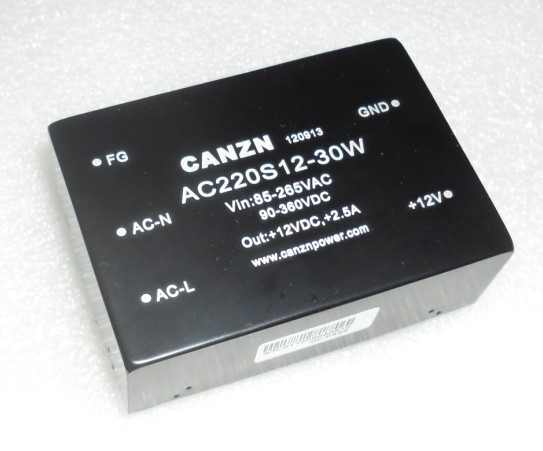 CANZN 120913
AC220S12-30W
Vin:85-265VAC
90-360VDC
Out:+12VDC,+2.5A
www.canznpower.com
FG
AC-N
AC-L
GND
+12V